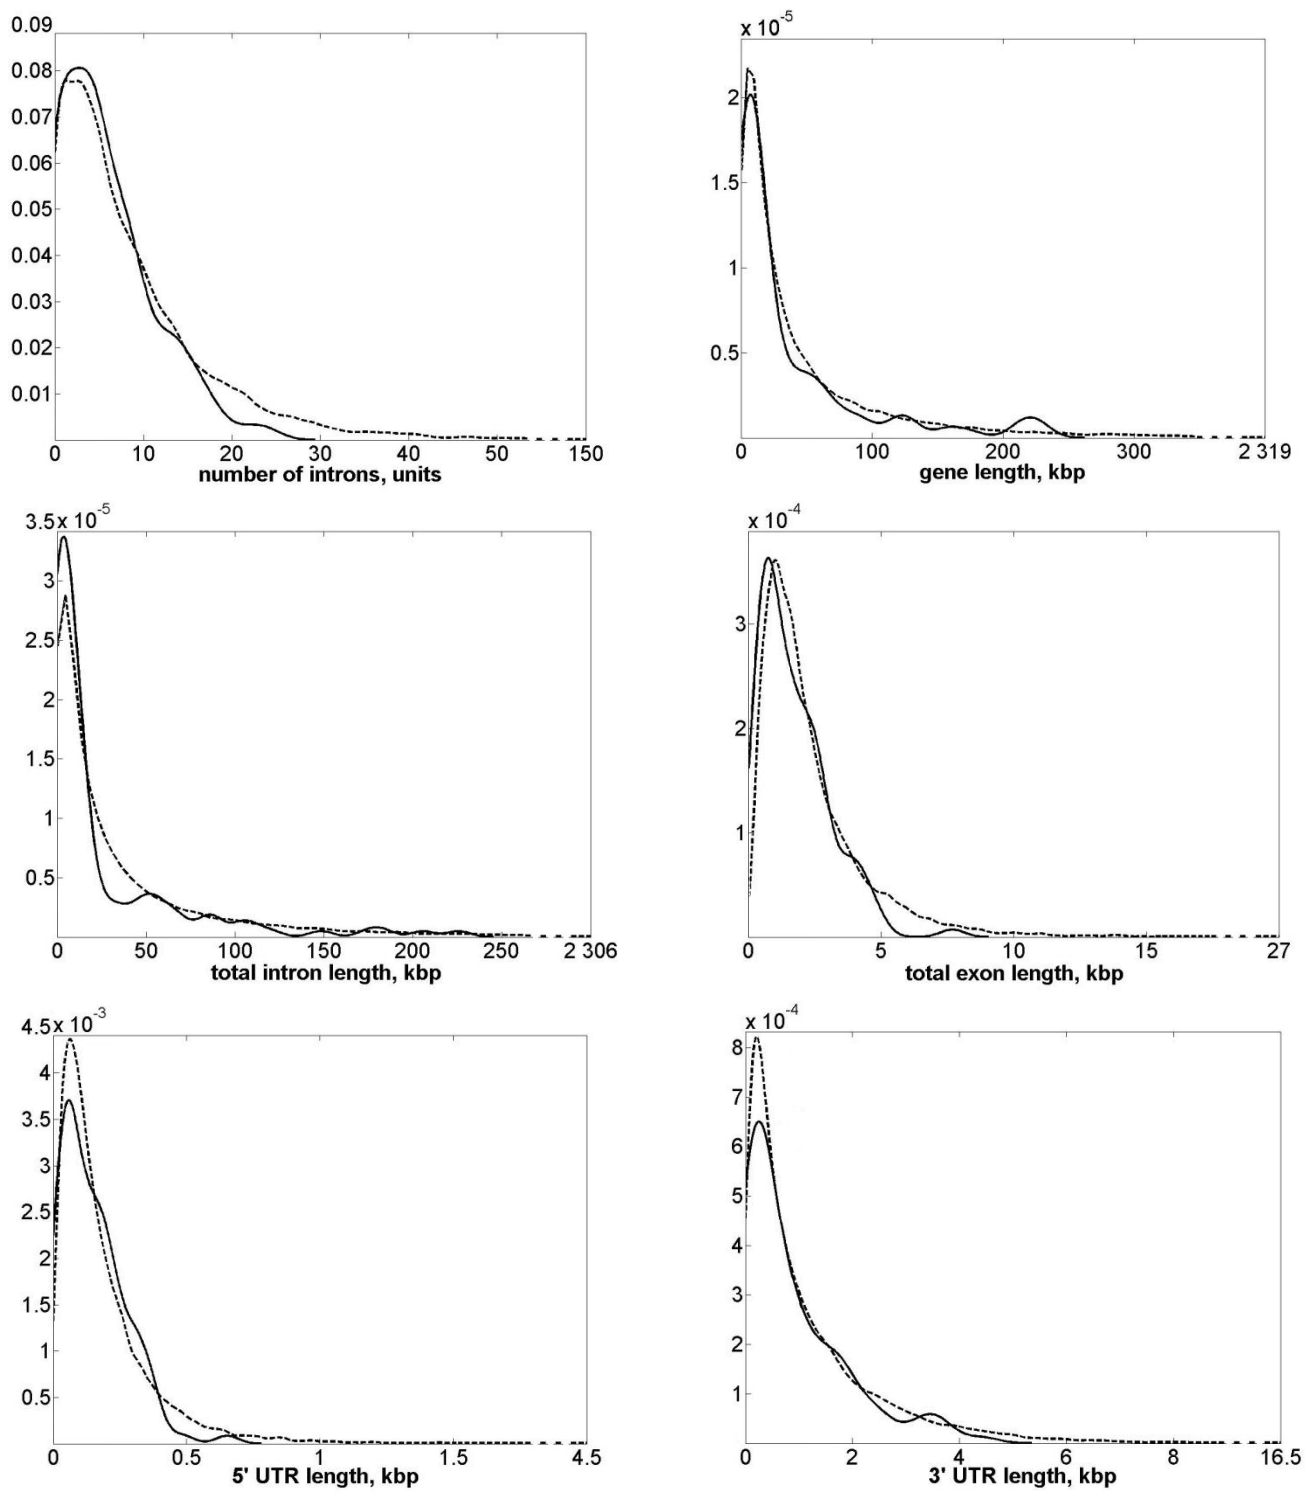 0.09
0.08
0.07
0.06
0.05
0.04
0.03
0.02
0.01
0 10 20 30 40 50 150
number of introns, units
x 10-5
2
1.5
1
0.5
0 100 200 300 2 319
gene length, kbp
3.5x 10-5
3
2.5
2
1.5
1
0.5
0 50 100 150 200 250 2 306
total intron length, kbp
x 10-4
3
2
1
0 5 10 15 27
total exon length, kbp
4.5x 10-3
4
3.5
3
2.5
2
1.5
1
0.5
0 0.5 1 1.5 4.5
5' UTR length, kbp
x 10-4
8
7
6
5
4
3
2
1
0 2 4 6 8 16.5
3' UTR length, kbp